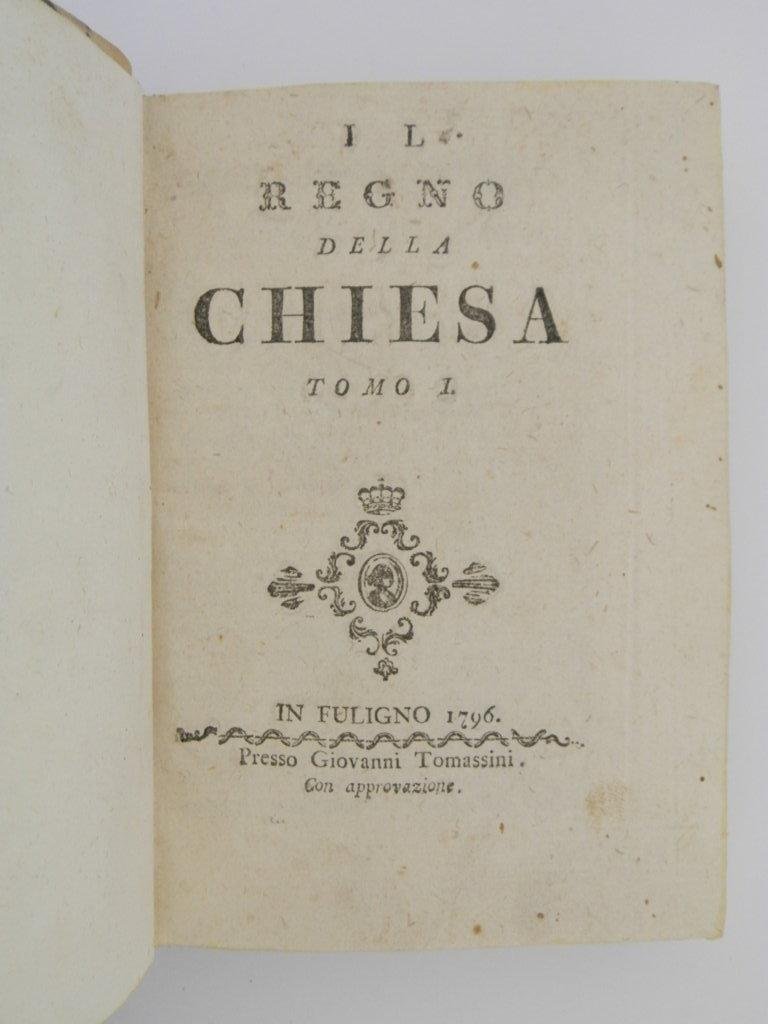 IL
REGNO
DELLA
CHIESA
TOMO I.
IN FULIGNO 1796.
Presso Giovanni Tomassini.
Con approvazione.